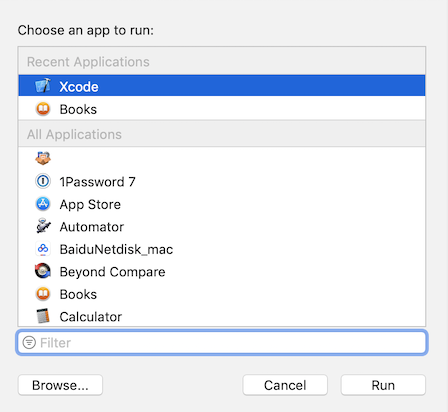 Choose an app to run:
Recent Applications
Xcode
Books
All Applications
1Password 7
App Store
Automator
BaiduNetdisk_mac
Beyond Compare
Books
Calculator
Filter
Browse... Cancel Run